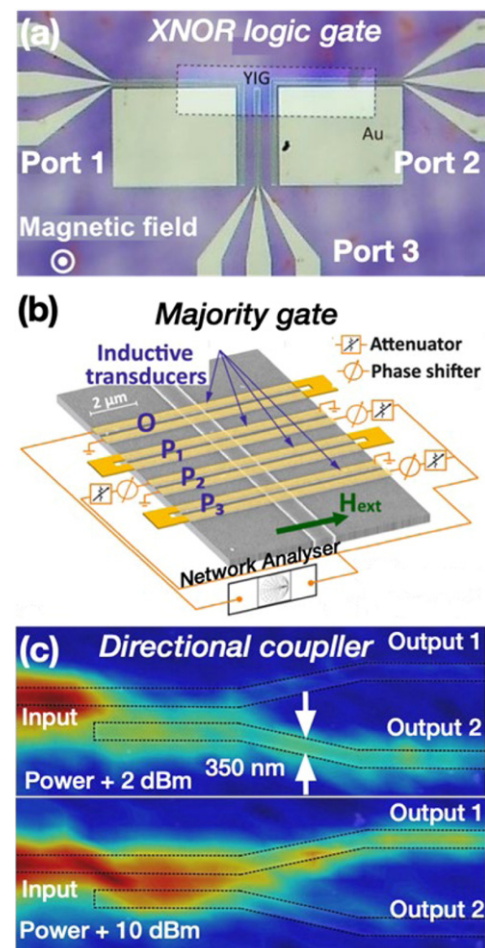 (a) XNOR logic gate
YIG
Au
Port 1
Port 2
Magnetic field
Port 3
(b) Majority gate
Inductive
transducers
Attenuator
Phase shifter
2 μm
O
P1
P2
P3
Hext
Network Analyser
(c) Directional coupller
Output 1
Input
Output 2
350 nm
Power + 2 dBm
Output 1
Input
Output 2
Power + 10 dBm